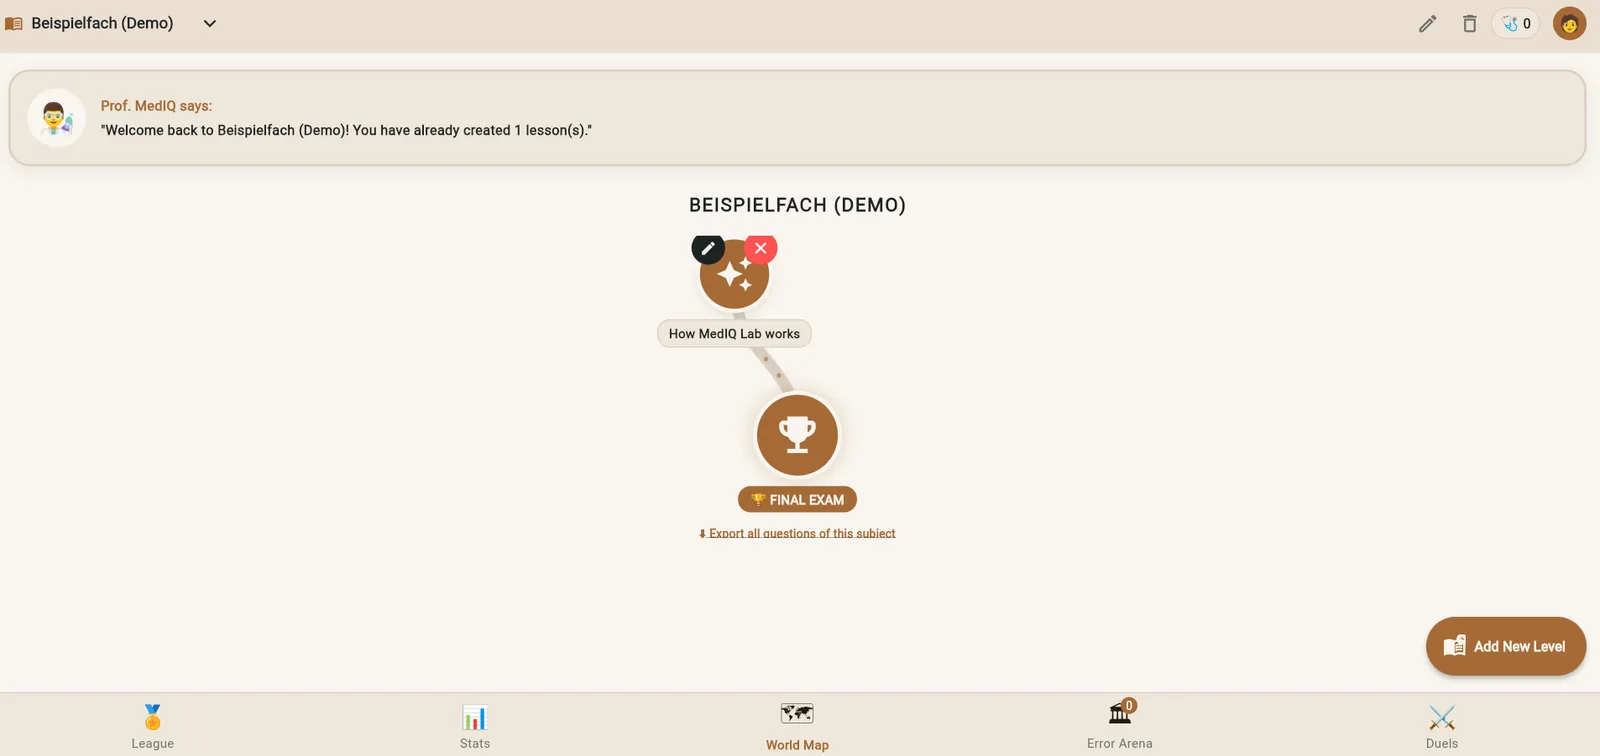 Beispielfach (Demo)
0
Prof. MedIQ says:
"Welcome back to Beispielfach (Demo)! You have already created 1 lesson(s)."
BEISPIELFACH (DEMO)
How MedIQ Lab works
FINAL EXAM
Export all questions of this subject
Add New Level
0
League
Stats
World Map
Error Arena
Duels